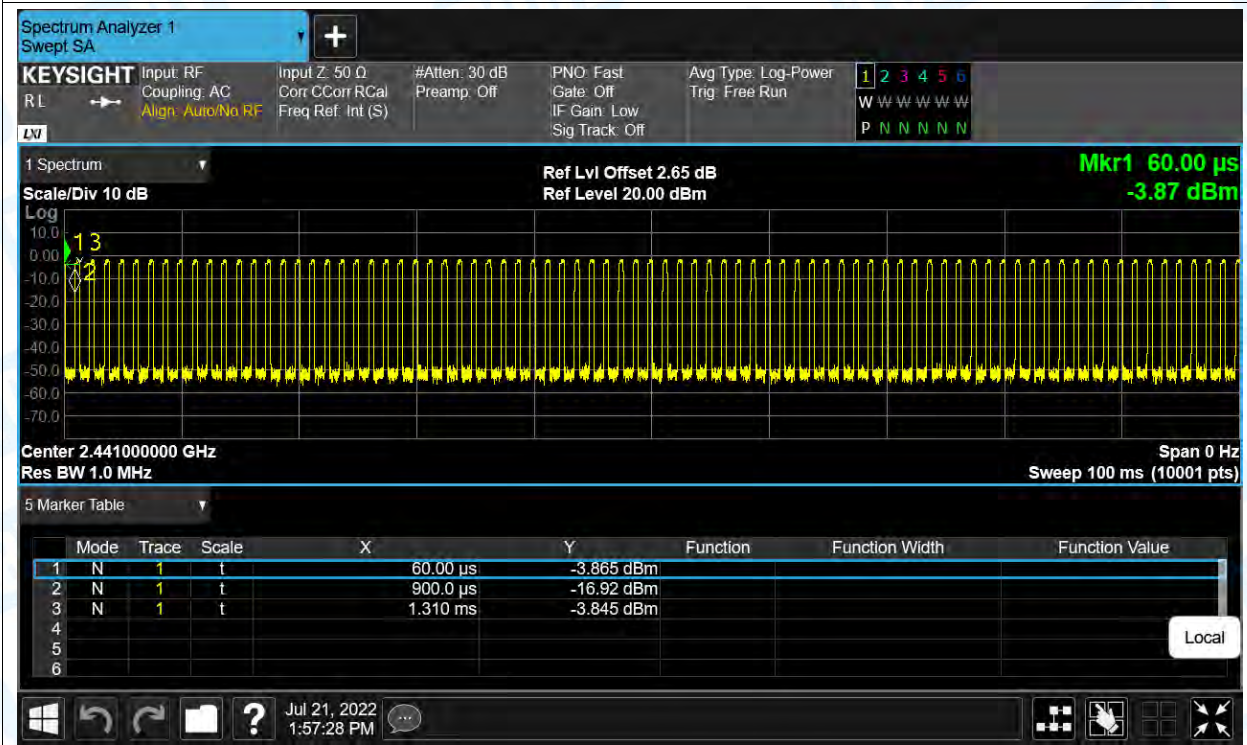 Spectrum Analyzer 1
Swept SA
+
KEYSIGHT
RL
LXI
Input: RF
Coupling: AC
Align: Auto/No RF
Input Z: 50 Ω
Corr CCorr RCal
Freq Ref: Int (S)
#Atten: 30 dB
Preamp: Off
PNO: Fast
Gate: Off
IF Gain: Low
Sig Track: Off
Avg Type: Log-Power
Trig: Free Run
1 2 3 4 5 6
W W W W W W
P N N N N N
1 Spectrum
Scale/Div 10 dB
Ref Lvl Offset 2.65 dB
Ref Level 20.00 dBm
Mkr1 60.00 µs
-3.87 dBm
Log
10.0
0.00
-10.0
-20.0
-30.0
-40.0
-50.0
-60.0
-70.0
1 3
2
Center 2.441000000 GHz
Res BW 1.0 MHz
Span 0 Hz
Sweep 100 ms (10001 pts)
5 Marker Table
Mode Trace Scale X Y Function Function Width Function Value
1 N 1 t 60.00 µs -3.865 dBm
2 N 1 t 900.0 µs -16.92 dBm
3 N 1 t 1.310 ms -3.845 dBm
4
5
6
Local
?
Jul 21, 2022
1:57:28 PM